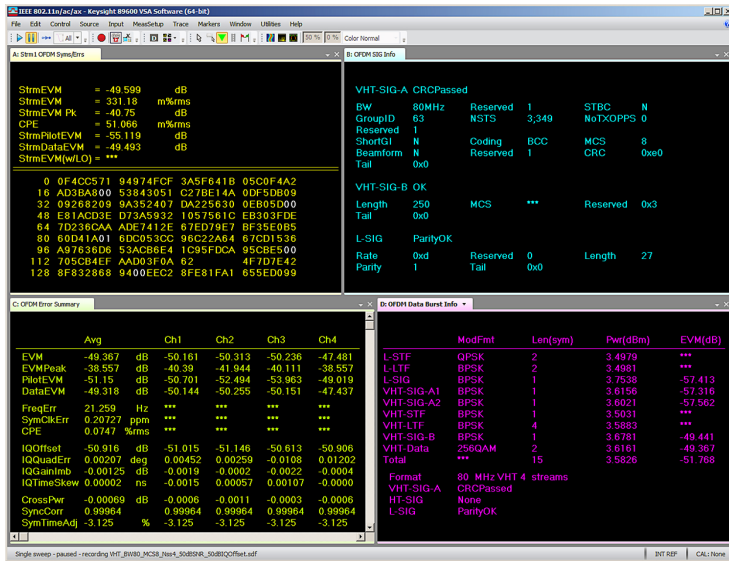 IEEE 802.11n/ac/ax - Keysight 89600 VSA Software (64-bit)
File Edit Control Source Input MeasSetup Trace Markers Window Utilities Help
All 50 % 0 % Color Normal
A: Strm1 OFDM Syms/Errs
StrmEVM = -49.599 dB
StrmEVM = 331.18 m%rms
StrmEVM Pk = -40.75 dB
CPE = 51.066 m%rms
StrmPilotEVM = -55.119 dB
StrmDataEVM = -49.493 dB
StrmEVM(w/LO) = ***
0 0F4CC571 94974FCF 3A5F641B 05C0F4A2
16 AD3BA800 53843051 C27BE14A 0DF5DB09
32 09268209 9A352407 DA225630 0EB05D00
48 E81ACD3E D73A5932 1057561C EB303FDE
64 7D236CAA ADE7412E 67ED79E7 BF35E0B5
80 60D41A01 6DC053CC 96C22A64 67CD1536
96 A97636D6 53ACB6E4 1C95FDCA 95CBE500
112 705CB4EF AAD03F0A 62 4F7D7E42
128 8F832868 9400EEC2 8FE81FA1 655ED099
B: OFDM SIG Info
VHT-SIG-A CRCPassed
BW 80MHz Reserved 1 STBC N
GroupID 63 NSTS 3;349 NoTXOPPS 0
Reserved 1
ShortGI N Coding BCC MCS 8
Beamform N Reserved 1 CRC 0xe0
Tail 0x0
VHT-SIG-B OK
Length 250 MCS *** Reserved 0x3
Tail 0x0
L-SIG ParityOK
Rate 0xd Reserved 0 Length 27
Parity 1 Tail 0x0
C: OFDM Error Summary
Avg Ch1 Ch2 Ch3 Ch4
EVM -49.367 dB -50.161 -50.313 -50.236 -47.481
EVMPeak -38.557 dB -40.39 -41.944 -40.111 -38.557
PilotEVM -51.15 dB -50.701 -52.494 -53.963 -49.019
DataEVM -49.318 dB -50.144 -50.255 -50.151 -47.437
FreqErr 21.259 Hz *** *** *** ***
SymClkErr 0.20727 ppm *** *** *** ***
CPE 0.0747 %rms *** *** *** ***
IQOffset -50.916 dB -51.015 -51.146 -50.613 -50.906
IQQuadErr 0.00207 deg 0.00452 0.00259 -0.0108 0.01202
IQGainImb -0.00125 dB -0.0019 -0.0002 -0.0022 -0.0004
IQTimeSkew 0.00002 ns -0.0015 0.00057 0.00107 -0.0000
CrossPwr -0.00069 dB -0.0006 -0.0011 -0.0003 -0.0006
SyncCorr 0.99964 0.99964 0.99964 0.99964 0.99964
SymTimeAdj -3.125 % -3.125 -3.125 -3.125 -3.125
D: OFDM Data Burst Info
ModFmt Len(sym) Pwr(dBm) EVM(dB)
L-STF QPSK 2 3.4979 ***
L-LTF BPSK 2 3.4981 ***
L-SIG BPSK 1 3.7538 -57.413
VHT-SIG-A1 BPSK 1 3.6156 -57.316
VHT-SIG-A2 BPSK 1 3.6021 -57.562
VHT-STF BPSK 1 3.5031 ***
VHT-LTF BPSK 4 3.5883 ***
VHT-SIG-B BPSK 1 3.6781 -49.441
VHT-Data 256QAM 2 3.6161 -49.367
Total *** 15 3.5826 -51.768
Format 80 MHz VHT 4 streams
VHT-SIG-A CRCPassed
HT-SIG None
L-SIG ParityOK
Single sweep - paused - recording VHT_BW80_MCS8_Nss4_50dBSNR_50dBIQOffset.sdf INT REF CAL: None